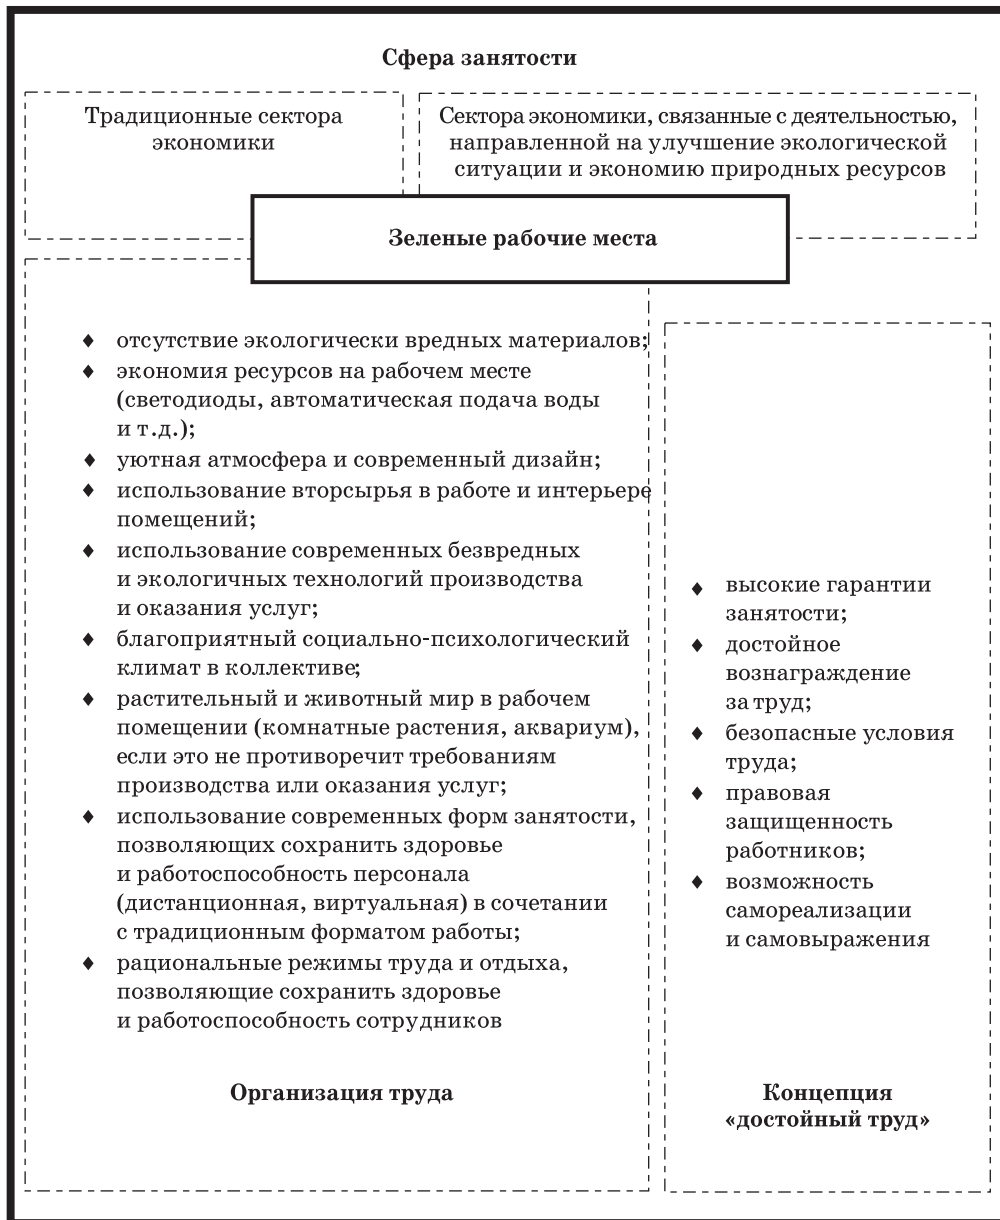 Сфера занятости
Традиционные сектора
экономики
Сектора экономики, связанные с деятельностью,
направленной на улучшение экологической
ситуации и экономию природных ресурсов
Зеленые рабочие места
♦ отсутствие экологически вредных материалов;
♦ экономия ресурсов на рабочем месте
(светодиоды, автоматическая подача воды
и т.д.);
♦ уютная атмосфера и современный дизайн;
♦ использование вторсырья в работе и интерьере
помещений;
♦ использование современных безвредных
и экологичных технологий производства
и оказания услуг;
♦ благоприятный социально-психологический
климат в коллективе;
♦ растительный и животный мир в рабочем
помещении (комнатные растения, аквариум),
если это не противоречит требованиям
производства или оказания услуг;
♦ использование современных форм занятости,
позволяющих сохранить здоровье
и работоспособность персонала
(дистанционная, виртуальная) в сочетании
с традиционным форматом работы;
♦ рациональные режимы труда и отдыха,
позволяющие сохранить здоровье
и работоспособность сотрудников
Организация труда
♦ высокие гарантии
занятости;
♦ достойное
вознаграждение
за труд;
♦ безопасные условия
труда;
♦ правовая
защищенность
работников;
♦ возможность
самореализации
и самовыражения
Концепция
«достойный труд»